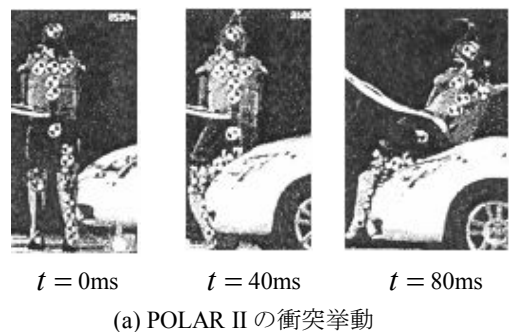 t = 0ms
t = 40ms
t = 80ms
(a) POLAR II の衝突挙動